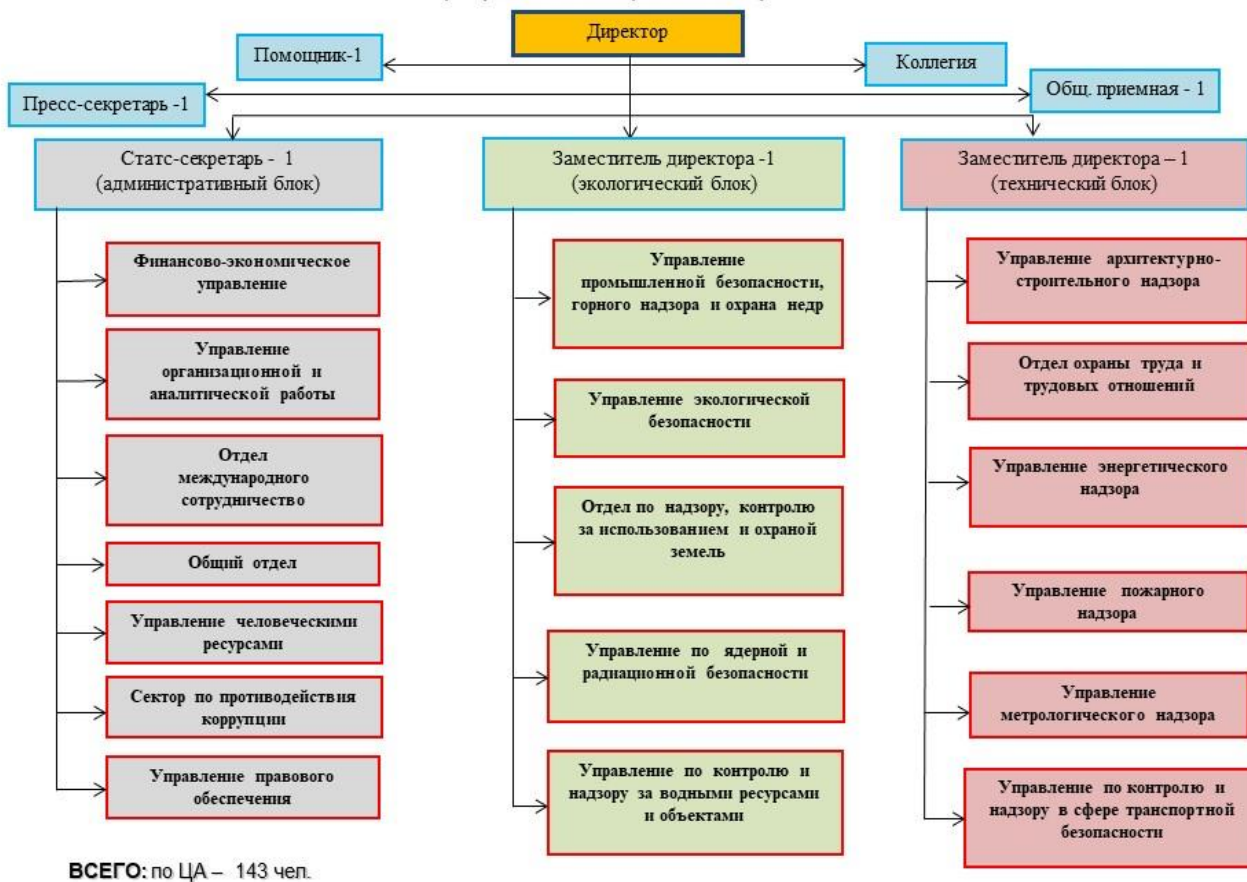 Директор
Помощник-1
Коллегия
Пресс-секретарь -1
Общ. приемная - 1
Статс-секретарь - 1
(административный блок)
Заместитель директора -1
(экологический блок)
Заместитель директора – 1
(технический блок)
Финансово-экономическое
управление
Управление
организационной и
аналитической работы
Отдел
международного
сотрудничество
Общий отдел
Управление человеческими
ресурсами
Сектор по противодействия
коррупции
Управление правового
обеспечения
Управление
промышленной безопасности,
горного надзора и охрана недр
Управление экологической
безопасности
Отдел по надзору, контролю
за использованием и охраной
земель
Управление по ядерной и
радиационной безопасности
Управление по контролю и
надзору за водными ресурсами
и объектами
Управление архитектурно-
строительного надзора
Отдел охраны труда и
трудовых отношений
Управление энергетического
надзора
Управление пожарного
надзора
Управление
метрологического надзора
Управление по контролю и
надзору в сфере транспортной
безопасности
ВСЕГО: по ЦА – 143 чел.